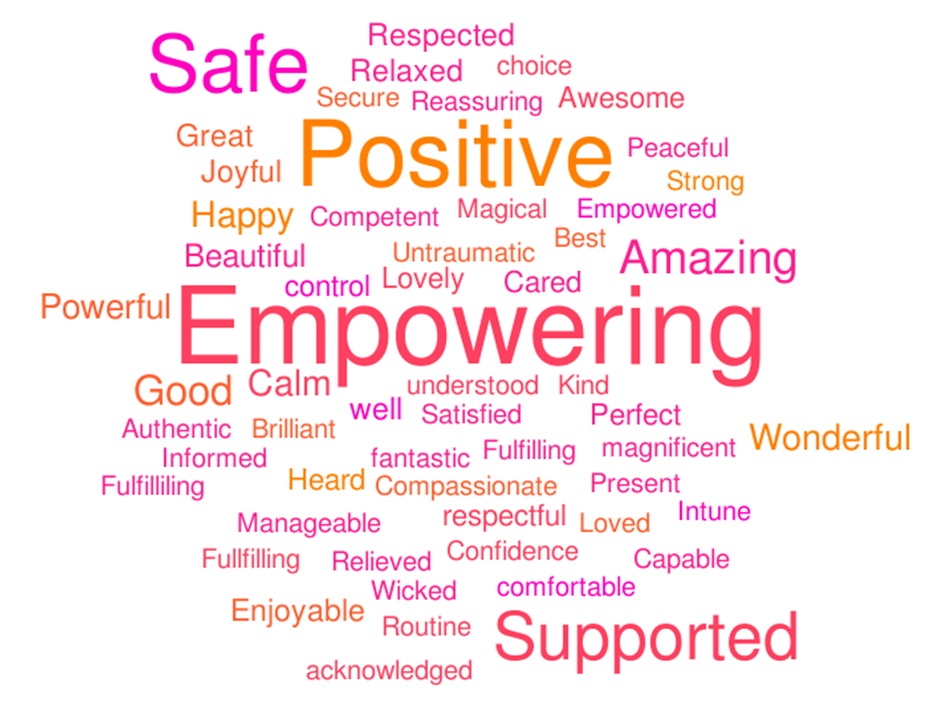 Safe Respected
Relaxed choice
Secure Reassuring Awesome
Great Positive Peaceful
Joyful Strong
Happy Competent Magical Empowered
Beautiful Untraumatic Best Amazing
control Lovely Cared
Powerful Empowering
Good Calm understood Kind
well Satisfied Perfect
Authentic Brilliant Wonderful
Informed fantastic Fulfilling magnificent
Fulfilliling Heard Compassionate Present
Manageable respectful Loved Intune
Fullfilling Relieved Confidence Capable
Wicked comfortable
Enjoyable Routine Supported
acknowledged